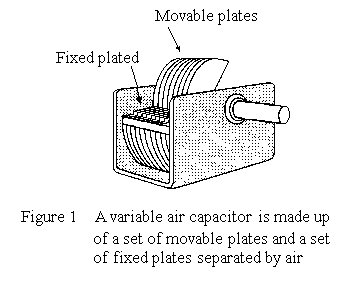 Movable plates
Fixed plated
Figure 1 A variable air capacitor is made up
of a set of movable plates and a set
of fixed plates separated by air